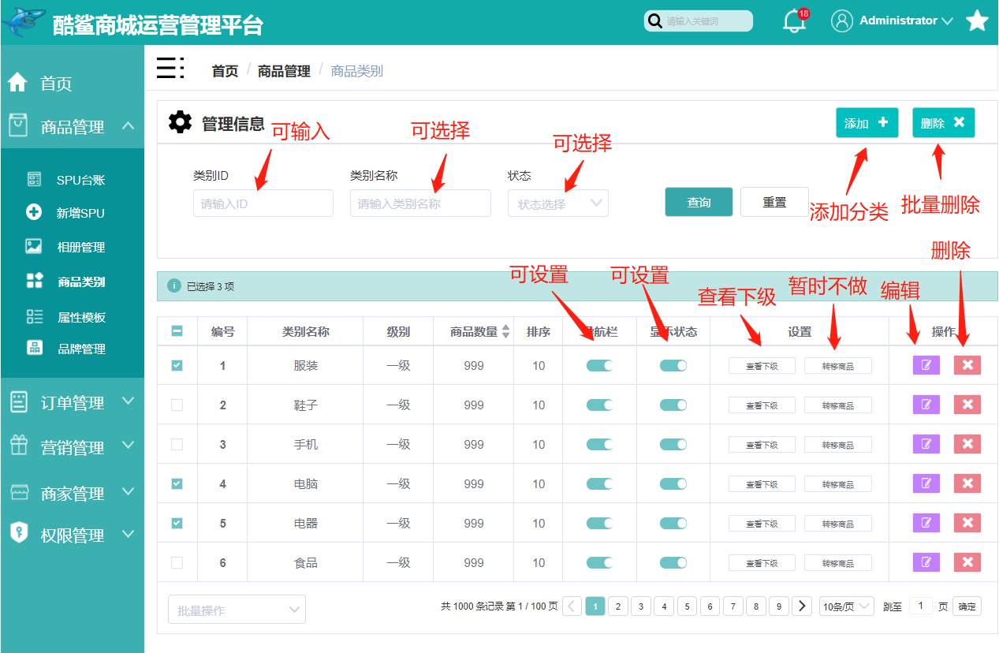 酷鲨商城运营管理平台
请输入关键词
18
Administrator
首页
商品管理
SPU台账
新增SPU
相册管理
商品类别
属性模板
品牌管理
订单管理
营销管理
商家管理
权限管理
首页 / 商品管理 / 商品类别
管理信息
添加
删除
可输入
可选择
可选择
添加分类
批量删除
类别ID
请输入ID
类别名称
请输入类别名称
状态
状态选择
查询
重置
已选择 3 项
可设置
可设置
查看下级
暂时不做
编辑
删除
编号 类别名称 级别 商品数量 排序 航栏 显示状态 设置 操作
1 服装 一级 999 10 查看下级 转移商品
2 鞋子 一级 999 10 查看下级 转移商品
3 手机 一级 999 10 查看下级 转移商品
4 电脑 一级 999 10 查看下级 转移商品
5 电器 一级 999 10 查看下级 转移商品
6 食品 一级 999 10 查看下级 转移商品
批量操作
共 1000 条记录 第 1 / 100 页 1 2 3 4 5 6 7 8 9 10条/页 跳至 1 页 确定